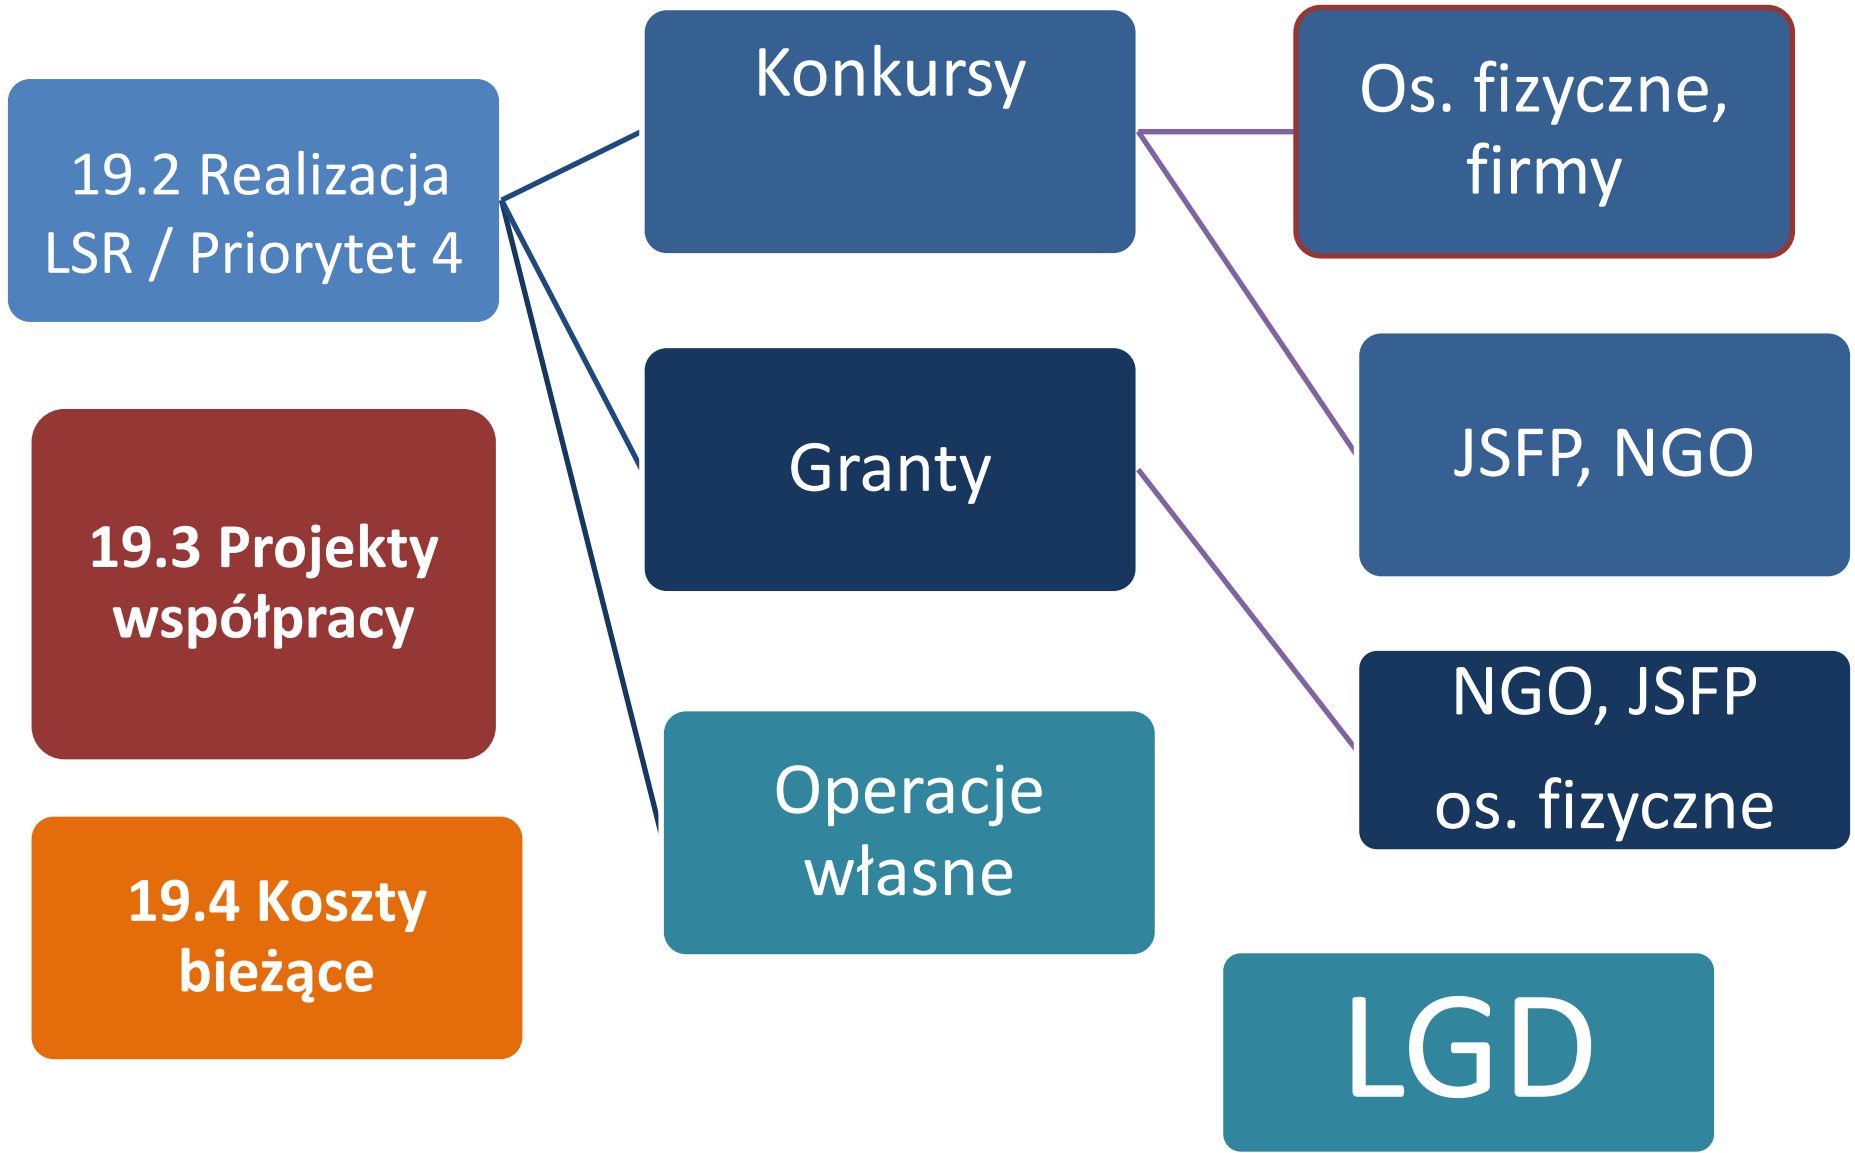 19.2 Realizacja
LSR / Priorytet 4
19.3 Projekty
współpracy
19.4 Koszty
bieżące
Konkursy
Granty
Operacje
własne
Os. fizyczne,
firmy
JSFP, NGO
NGO, JSFP
os. fizyczne
LGD